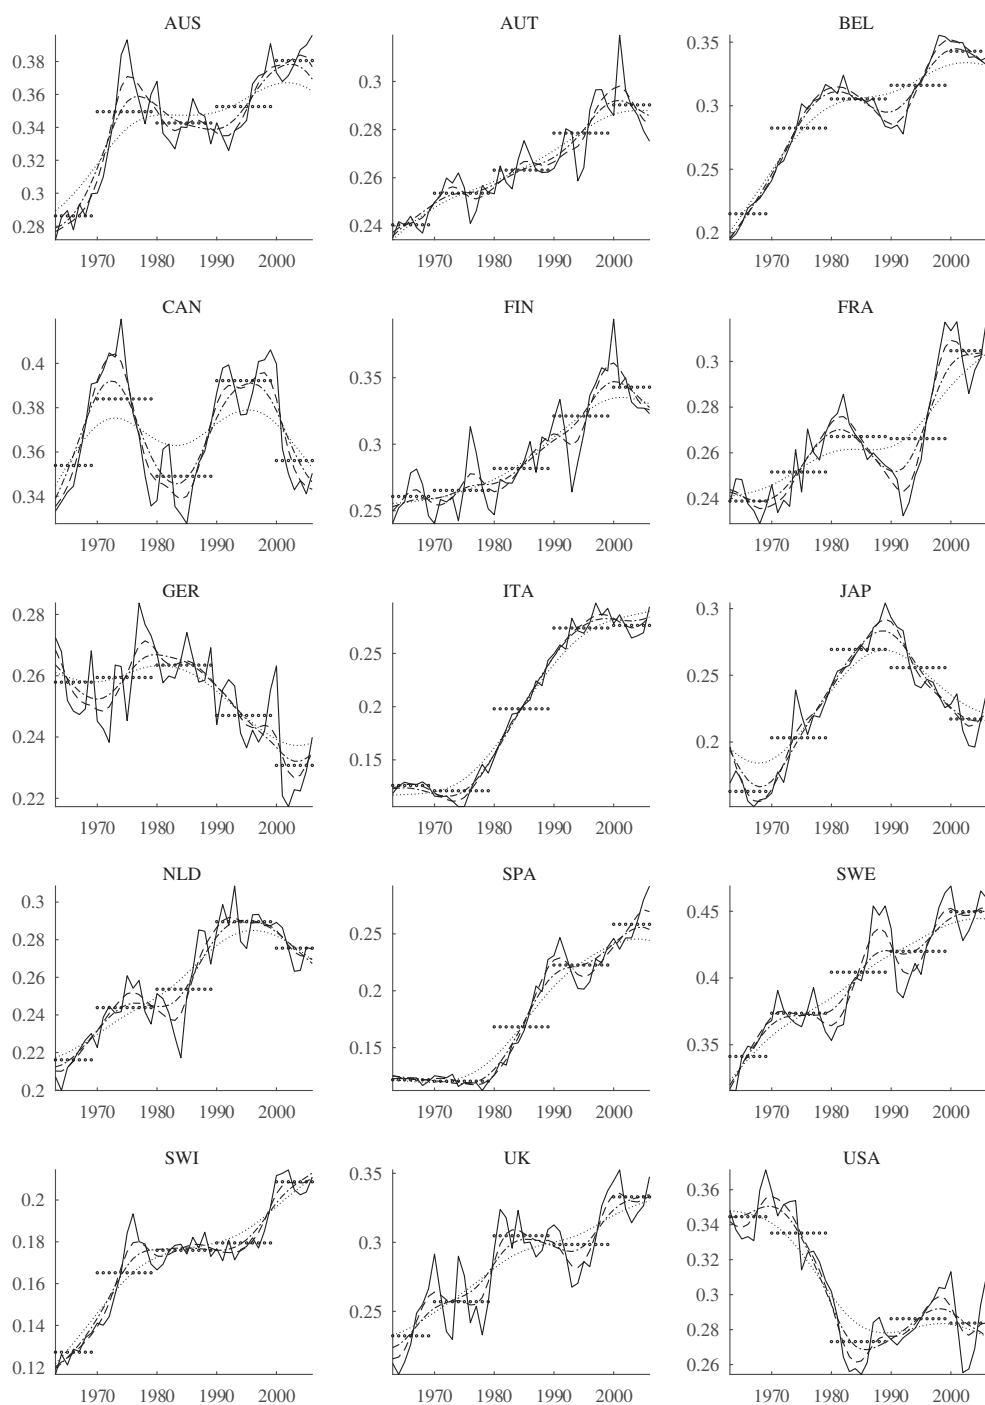 AUS AUT BEL
0.38 0.3 0.35
0.36 0.28 0.3
0.34 0.26 0.25
0.32 0.24 0.2
0.3
0.28
1970 1980 1990 2000 1970 1980 1990 2000 1970 1980 1990 2000
CAN FIN FRA
0.4 0.35 0.3
0.38 0.3 0.28
0.36 0.25 0.26
0.34 0.24
1970 1980 1990 2000 1970 1980 1990 2000 1970 1980 1990 2000
GER ITA JAP
0.28 0.25 0.3
0.26 0.2 0.25
0.24 0.15 0.2
0.22
1970 1980 1990 2000 1970 1980 1990 2000 1970 1980 1990 2000
NLD SPA SWE
0.3 0.25 0.45
0.28 0.2 0.4
0.26 0.15 0.35
0.24
0.22
0.2
1970 1980 1990 2000 1970 1980 1990 2000 1970 1980 1990 2000
SWI UK USA
0.2 0.35 0.36
0.18 0.3 0.34
0.16 0.25 0.32
0.14 0.3
0.12 0.28
0.26
1970 1980 1990 2000 1970 1980 1990 2000 1970 1980 1990 2000